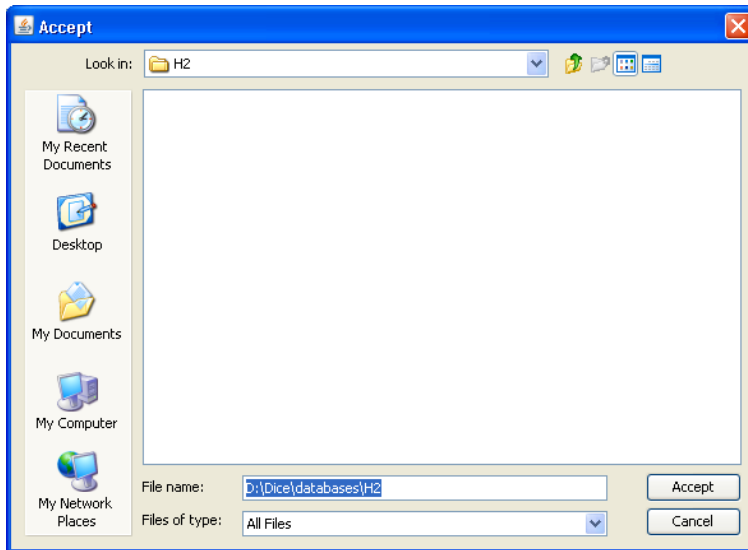 Accept
Look in: H2
My Recent
Documents
Desktop
My Documents
My Computer
My Network
Places
File name: D:\Dice\databases\H2 Accept
Files of type: All Files Cancel